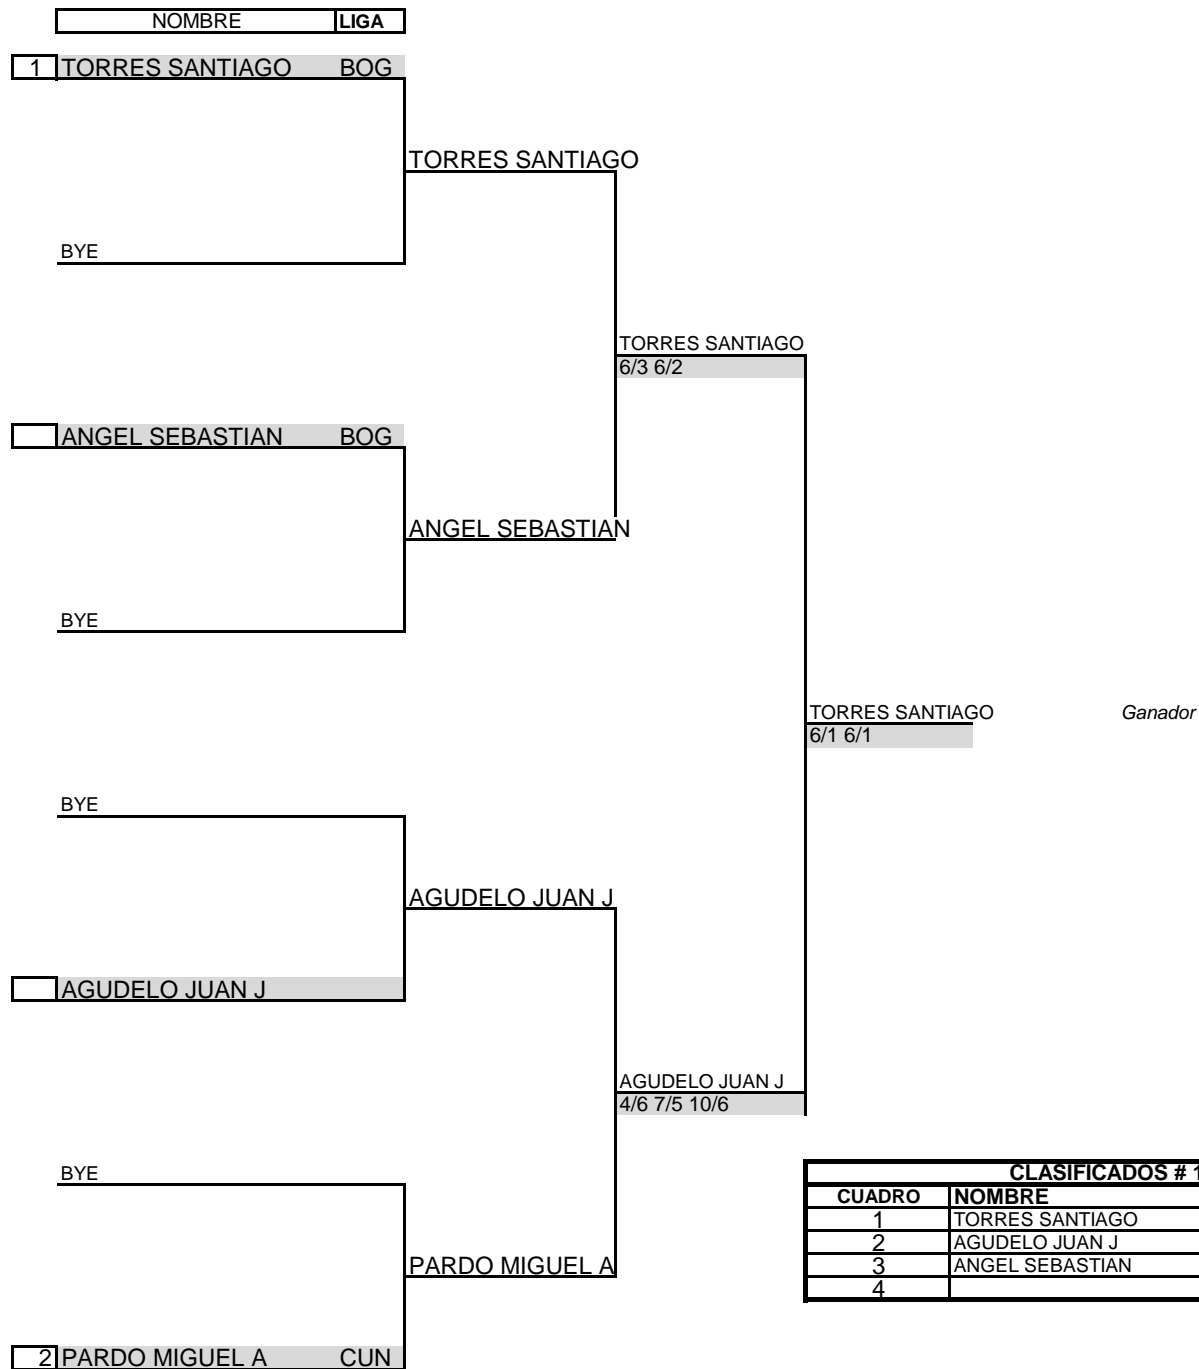 NOMBRE LIGA
1 TORRES SANTIAGO BOG
TORRES SANTIAGO
BYE
TORRES SANTIAGO
6/3 6/2
ANGEL SEBASTIAN BOG
ANGEL SEBASTIAN
BYE
TORRES SANTIAGO Ganador
6/1 6/1
BYE
AGUDELO JUAN J
AGUDELO JUAN J
AGUDELO JUAN J
4/6 7/5 10/6
BYE
CLASIFICADOS # 1
CUADRO NOMBRE
1 TORRES SANTIAGO
2 AGUDELO JUAN J
PARDO MIGUEL A
3 ANGEL SEBASTIAN
4
2 PARDO MIGUEL A CUN